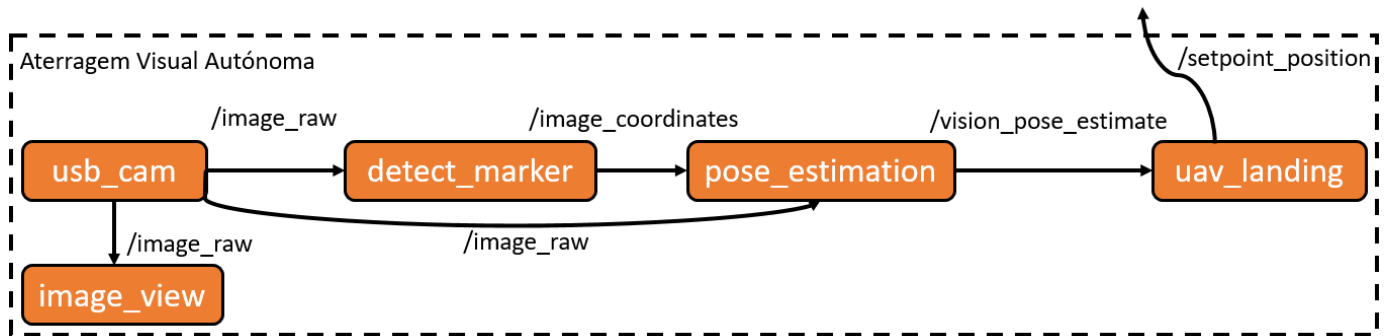 Aterragem Visual Autónoma
/setpoint_position
/image_raw
/image_coordinates
/vision_pose_estimate
usb_cam
detect_marker
pose_estimation
uav_landing
/image_raw
/image_raw
image_view